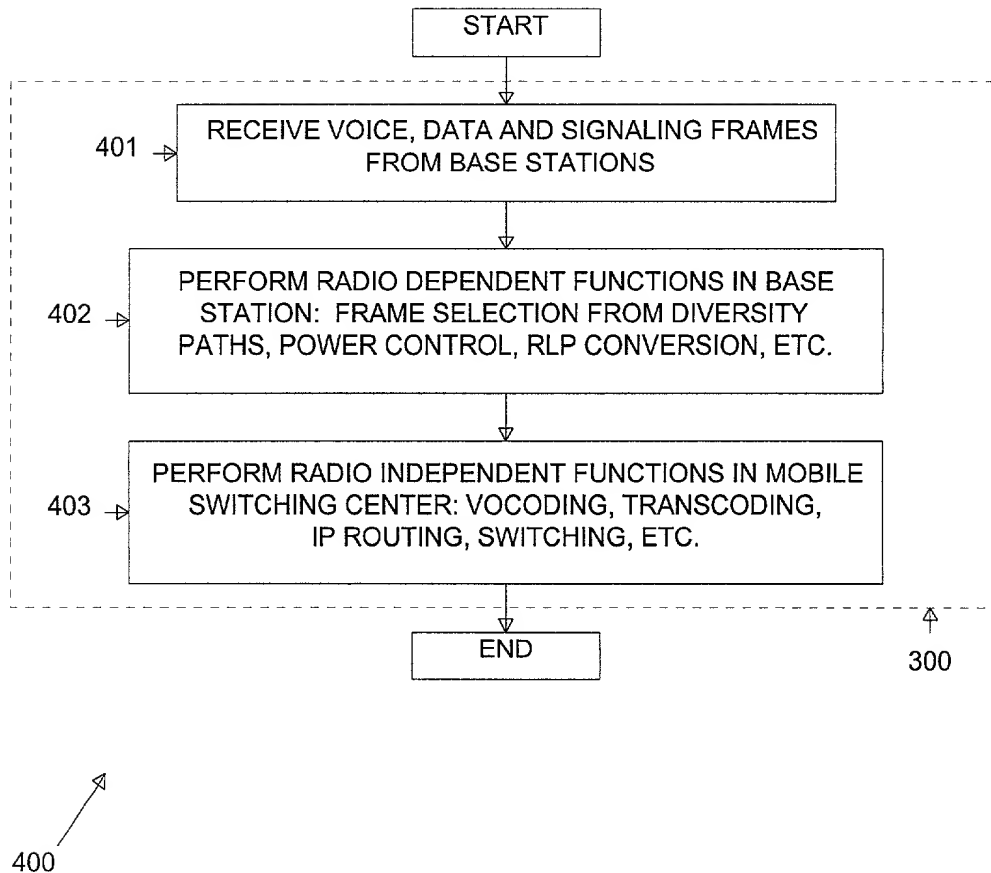 START
401
RECEIVE VOICE, DATA AND SIGNALING FRAMES
FROM BASE STATIONS
402
PERFORM RADIO DEPENDENT FUNCTIONS IN BASE
STATION: FRAME SELECTION FROM DIVERSITY
PATHS, POWER CONTROL, RLP CONVERSION, ETC.
403
PERFORM RADIO INDEPENDENT FUNCTIONS IN MOBILE
SWITCHING CENTER: VOCODING, TRANSCODING,
IP ROUTING, SWITCHING, ETC.
END
300
400